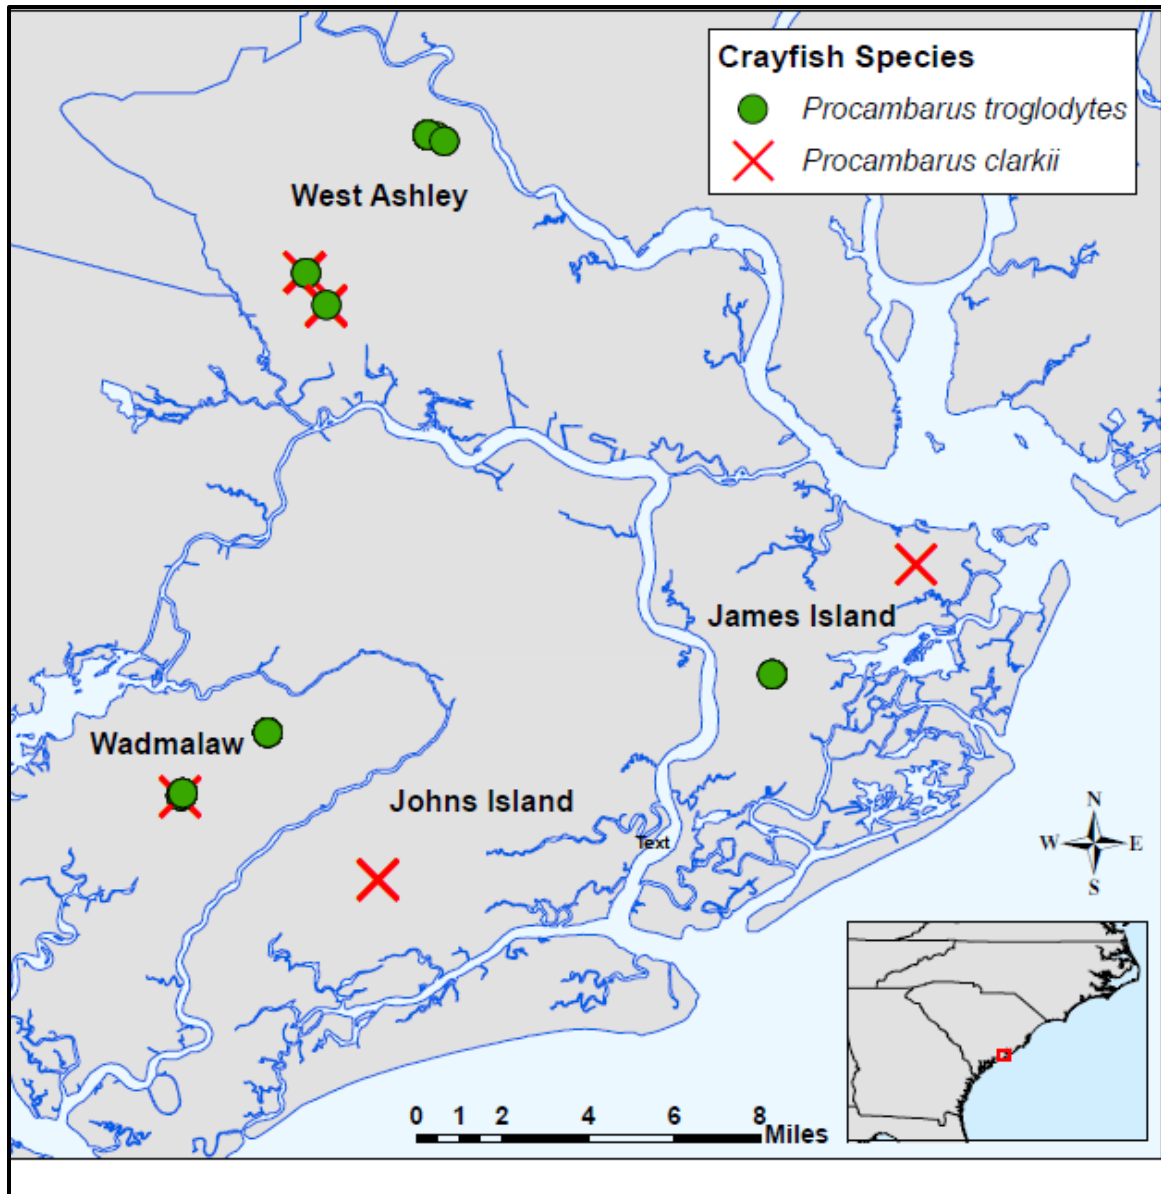 Crayfish Species
Procambarus troglodytes
Procambarus clarkii
West Ashley
James Island
Wadmalaw
Johns Island
Text
N
W E
S
0 1 2 4 6 8
Miles